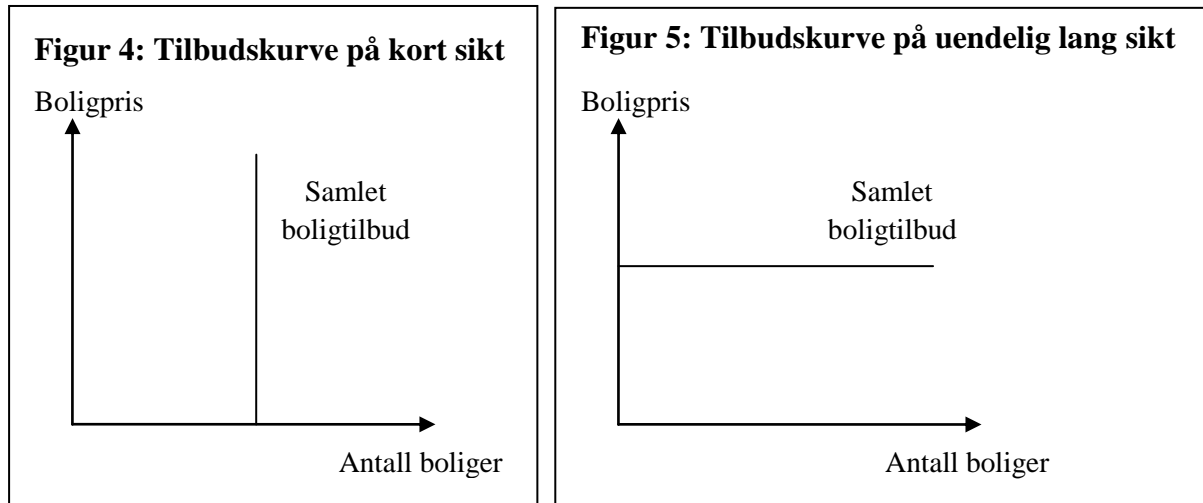 Figur 4: Tilbudskurve på kort sikt
Boligpris
Samlet
boligtilbud
Antall boliger
Figur 5: Tilbudskurve på uendelig lang sikt
Boligpris
Samlet
boligtilbud
Antall boliger